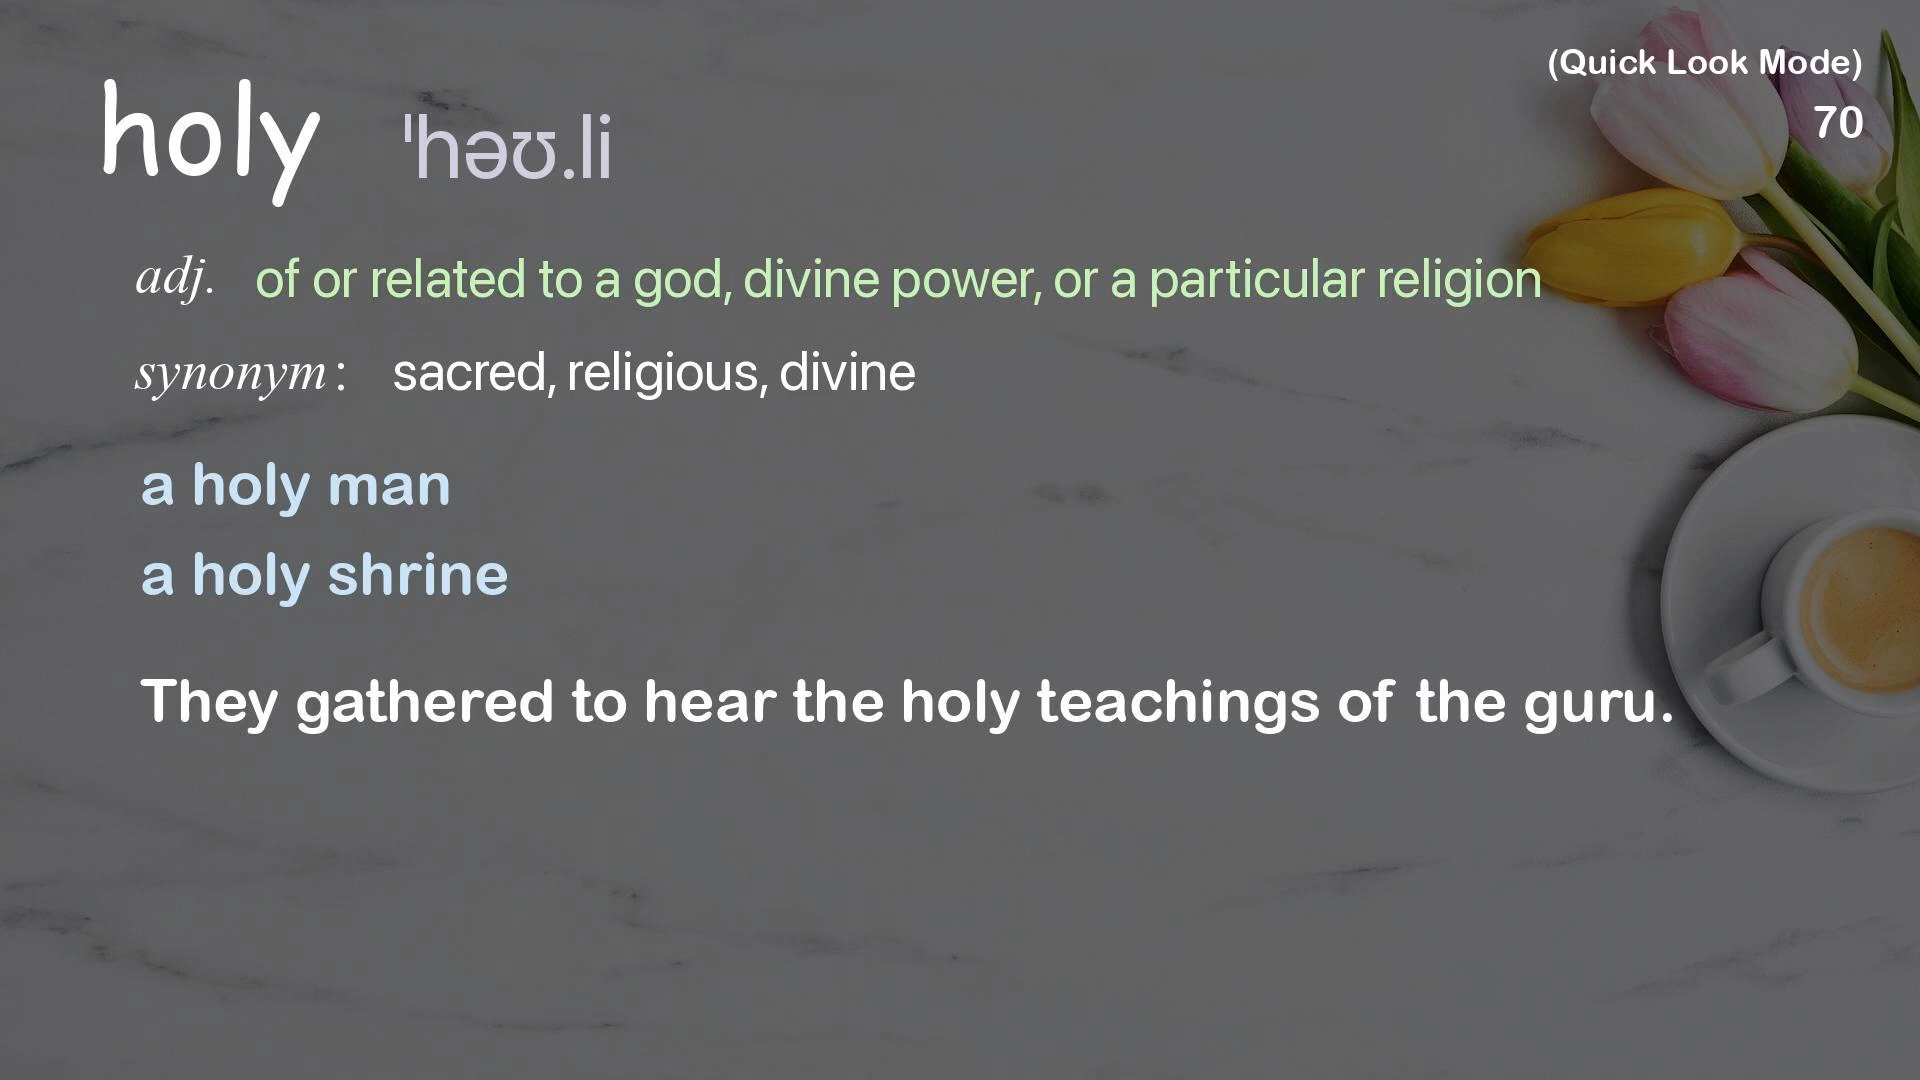 (Quick Look Mode)
70
holy ˈhəʊ.li
adj. of or related to a god, divine power, or a particular religion
synonym : sacred, religious, divine
a holy man
a holy shrine
They gathered to hear the holy teachings of the guru.